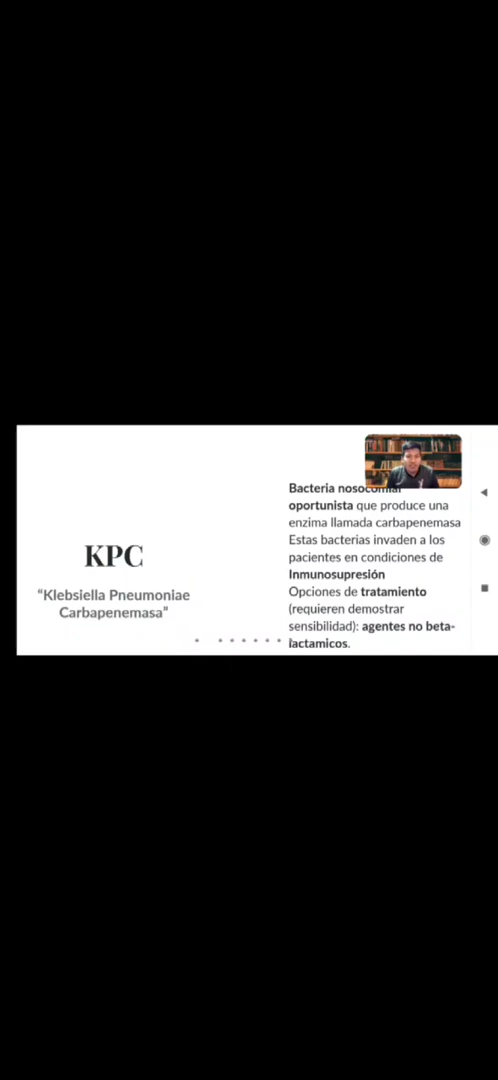 KPC
“Klebsiella Pneumoniae
Carbapenemasa”
Bacteria nosocomial
oportunista que produce una
enzima llamada carbapenemasa
Estas bacterias invaden a los
pacientes en condiciones de
Inmunosupresión
Opciones de tratamiento
(requieren demostrar
sensibilidad): agentes no beta-
lactamicos.